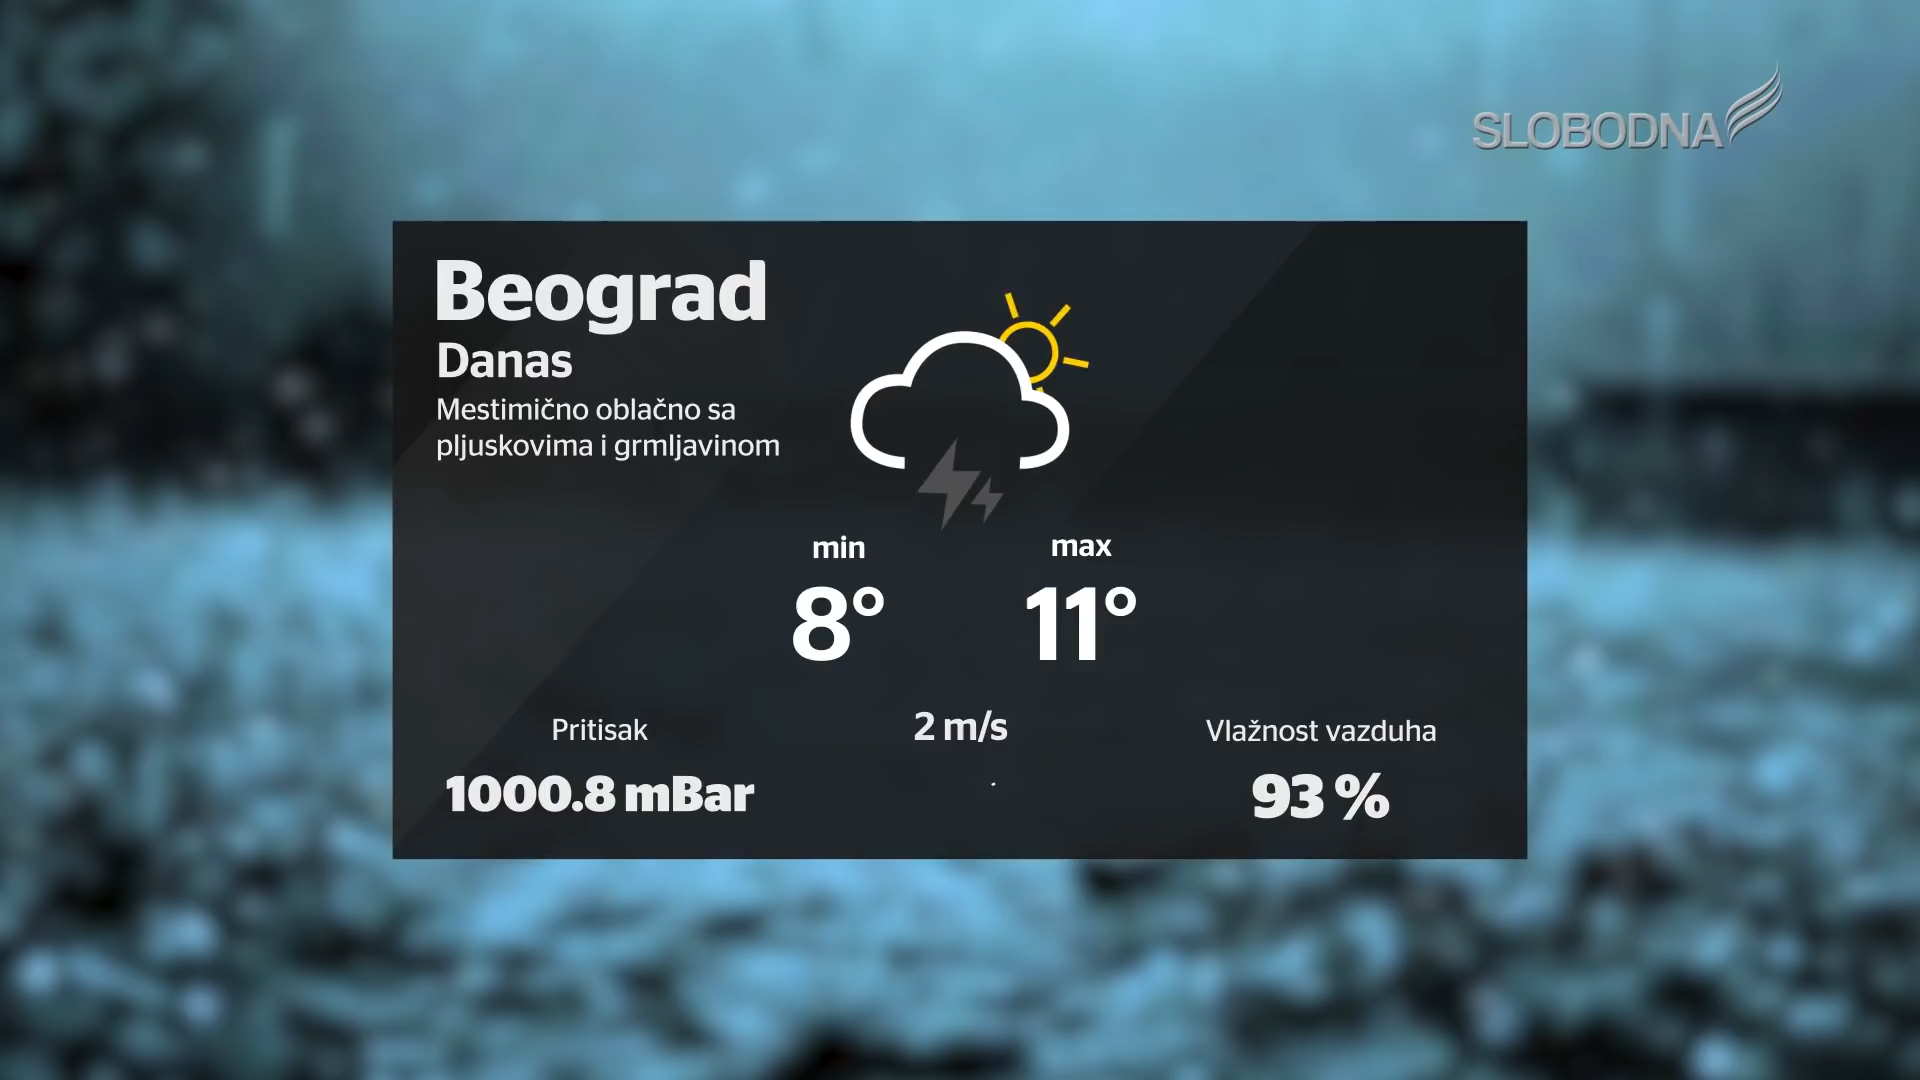 SLOBODNA
Beograd
Danas
Mestimično oblačno sa
pljuskovima i grmljavinom
min
max
8°
11°
Pritisak
2 m/s
Vlažnost vazduha
1000.8 mBar
93 %